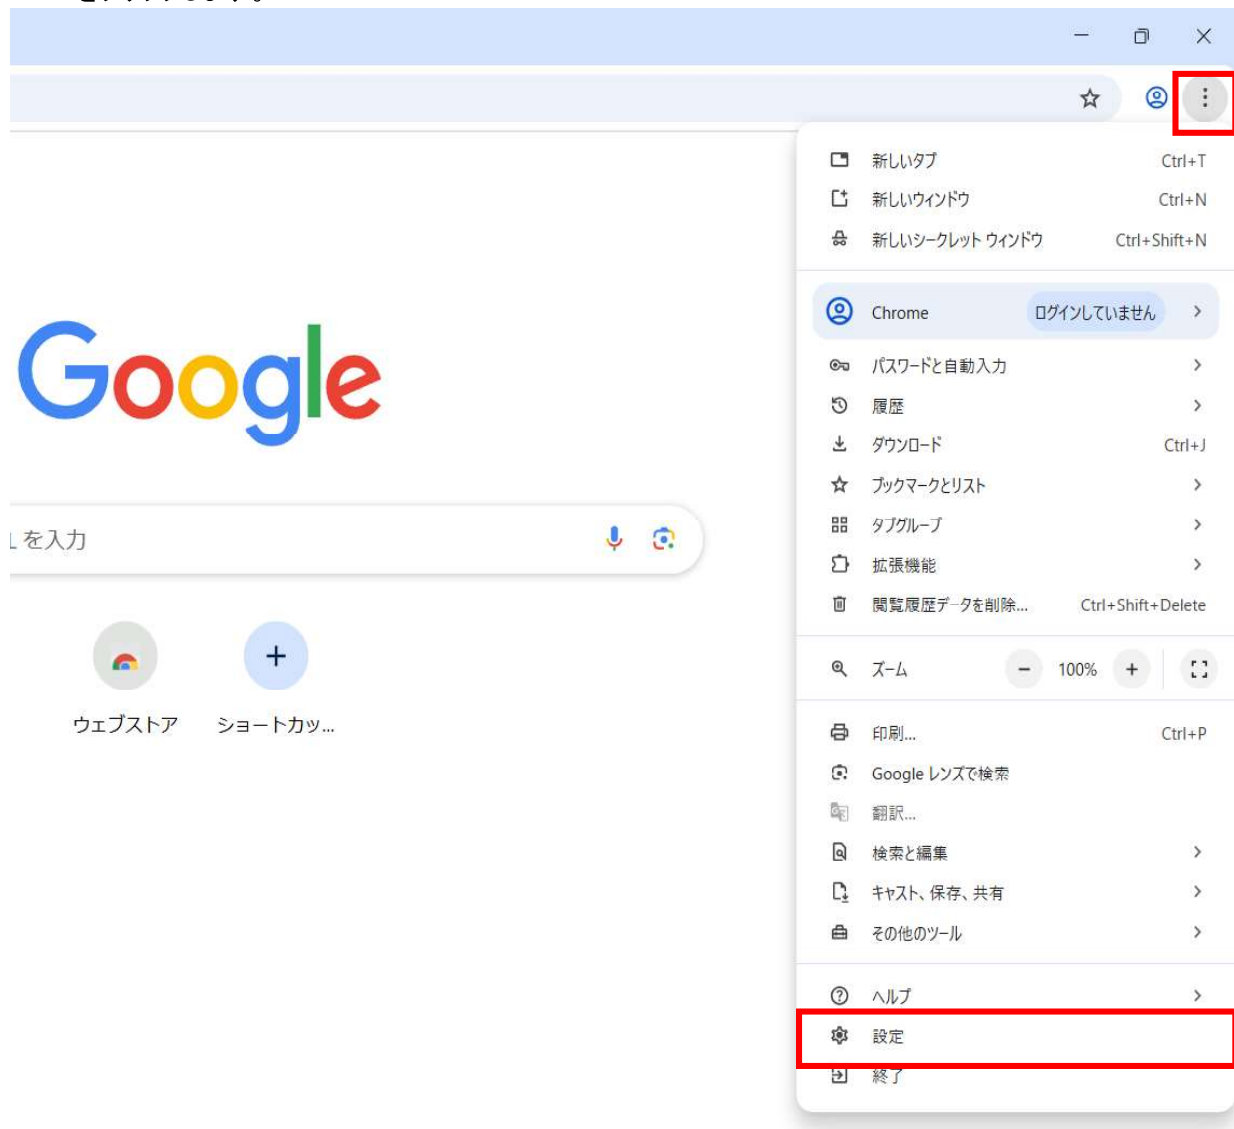 をクリックします。
新しいタブ Ctrl+T
新しいウィンドウ Ctrl+N
新しいシークレット ウィンドウ Ctrl+Shift+N
Chrome ログインしていません
パスワードと自動入力
履歴
ダウンロード Ctrl+J
ブックマークとリスト
タブグループ
拡張機能
閲覧履歴データを削除... Ctrl+Shift+Delete
Google
を入力
ズーム - 100% +
ウェブストア ショートカッ...
印刷... Ctrl+P
Google レンズで検索
翻訳...
検索と編集
キャスト、保存、共有
その他のツール
ヘルプ
設定
終了